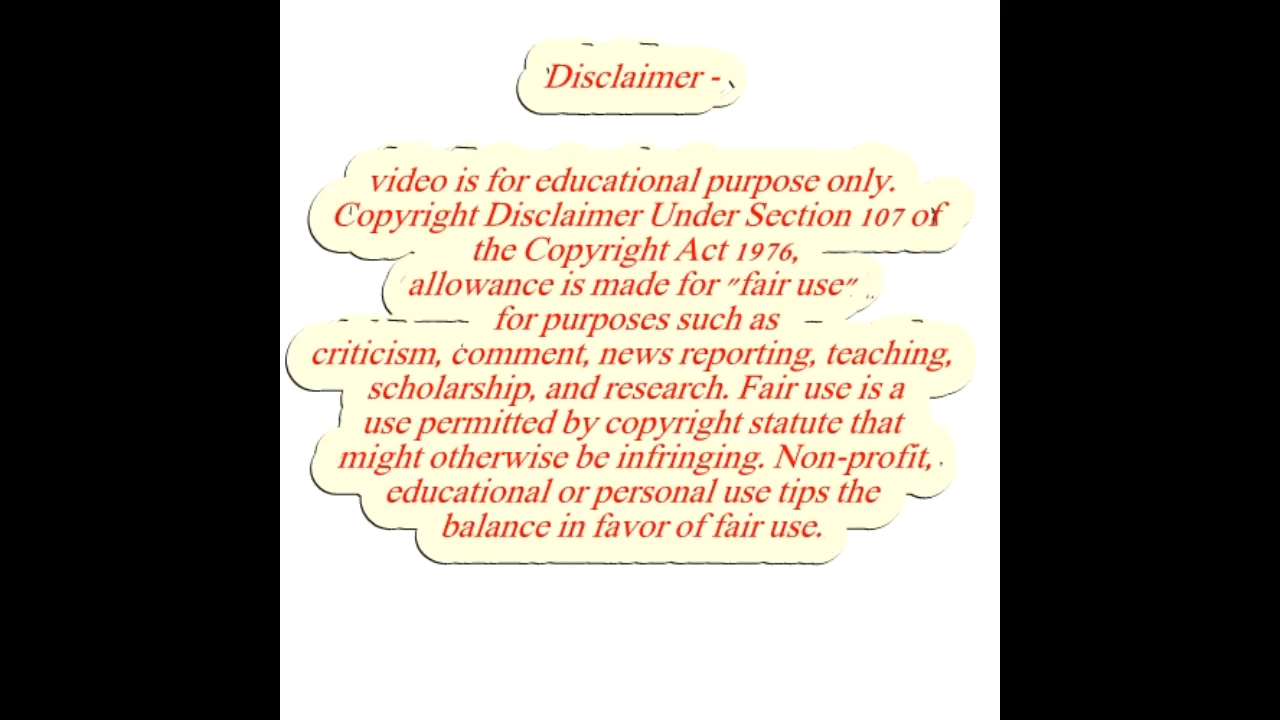 Disclaimer -
video is for educational purpose only.
Copyright Disclaimer Under Section 107 of
the Copyright Act 1976,
allowance is made for "fair use"
for purposes such as
criticism, comment, news reporting, teaching,
scholarship, and research. Fair use is a
use permitted by copyright statute that
might otherwise be infringing. Non-profit,
educational or personal use tips the
balance in favor of fair use.